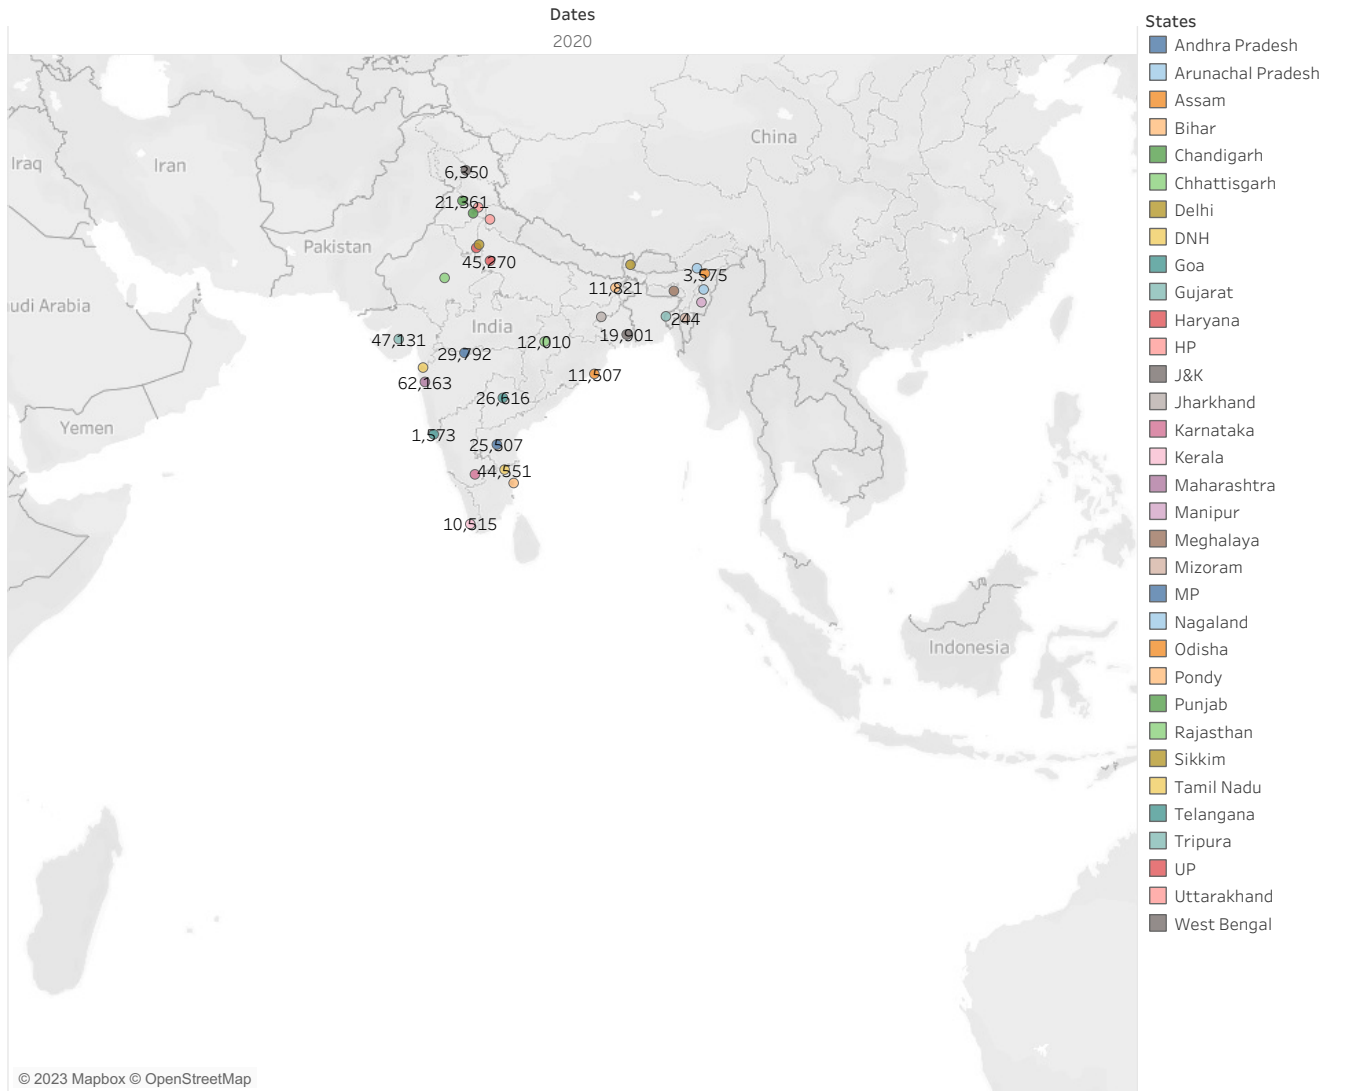 Dates
2020
States
Andhra Pradesh
Arunachal Pradesh
Assam
Bihar
Chandigarh
Chhattisgarh
Delhi
DNH
Goa
Gujarat
Haryana
HP
J&K
Jharkhand
Karnataka
Kerala
Maharashtra
Manipur
Meghalaya
Mizoram
MP
Nagaland
Odisha
Pondy
Punjab
Rajasthan
Sikkim
Tamil Nadu
Telangana
Tripura
UP
Uttarakhand
West Bengal
China
Iraq
Iran
6,350
21,361
Pakistan
45,270
3,575
11,821
audi Arabia
244
India
19,901
47,131
12,010
29,792
11,507
62,163
26,616
Yemen
1,573
25,507
44,551
10,515
Indonesia
© 2023 Mapbox © OpenStreetMap